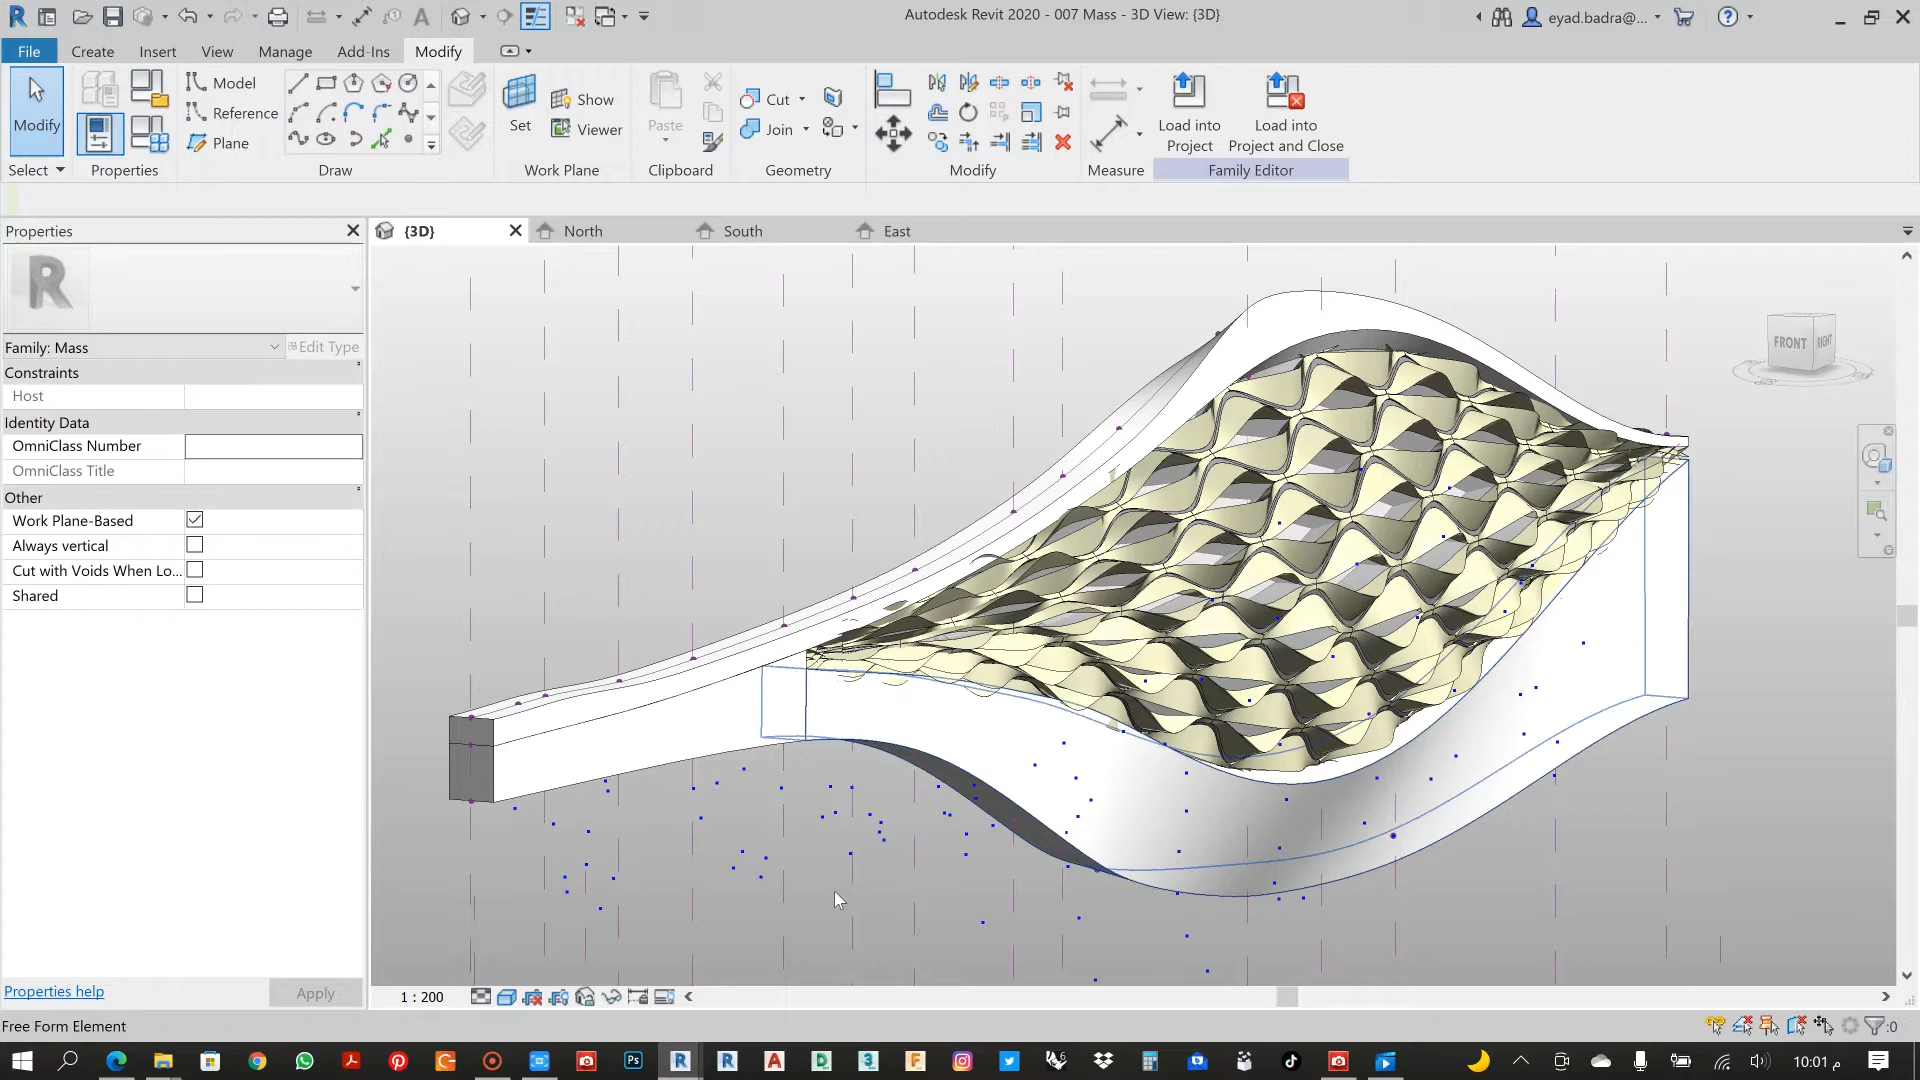 Autodesk Revit 2020 - 007 Mass - 3D View: {3D}
eyad.badra@...
File Create Insert View Manage Add-Ins Modify
Modify
Select
Properties
Model
Reference
Plane
Draw
Set
Show
Viewer
Work Plane
Paste
Clipboard
Cut
Join
Geometry
Modify
Measure
Load into
Project
Load into
Project and Close
Family Editor
Properties
{3D}
North
South
East
R
Family: Mass
Edit Type
Constraints
Host
Identity Data
OmniClass Number
OmniClass Title
Other
Work Plane-Based
Always vertical
Cut with Voids When Lo...
Shared
FRONT
RIGHT
Properties help
Apply
1 : 200
Free Form Element
:0
10:01 م